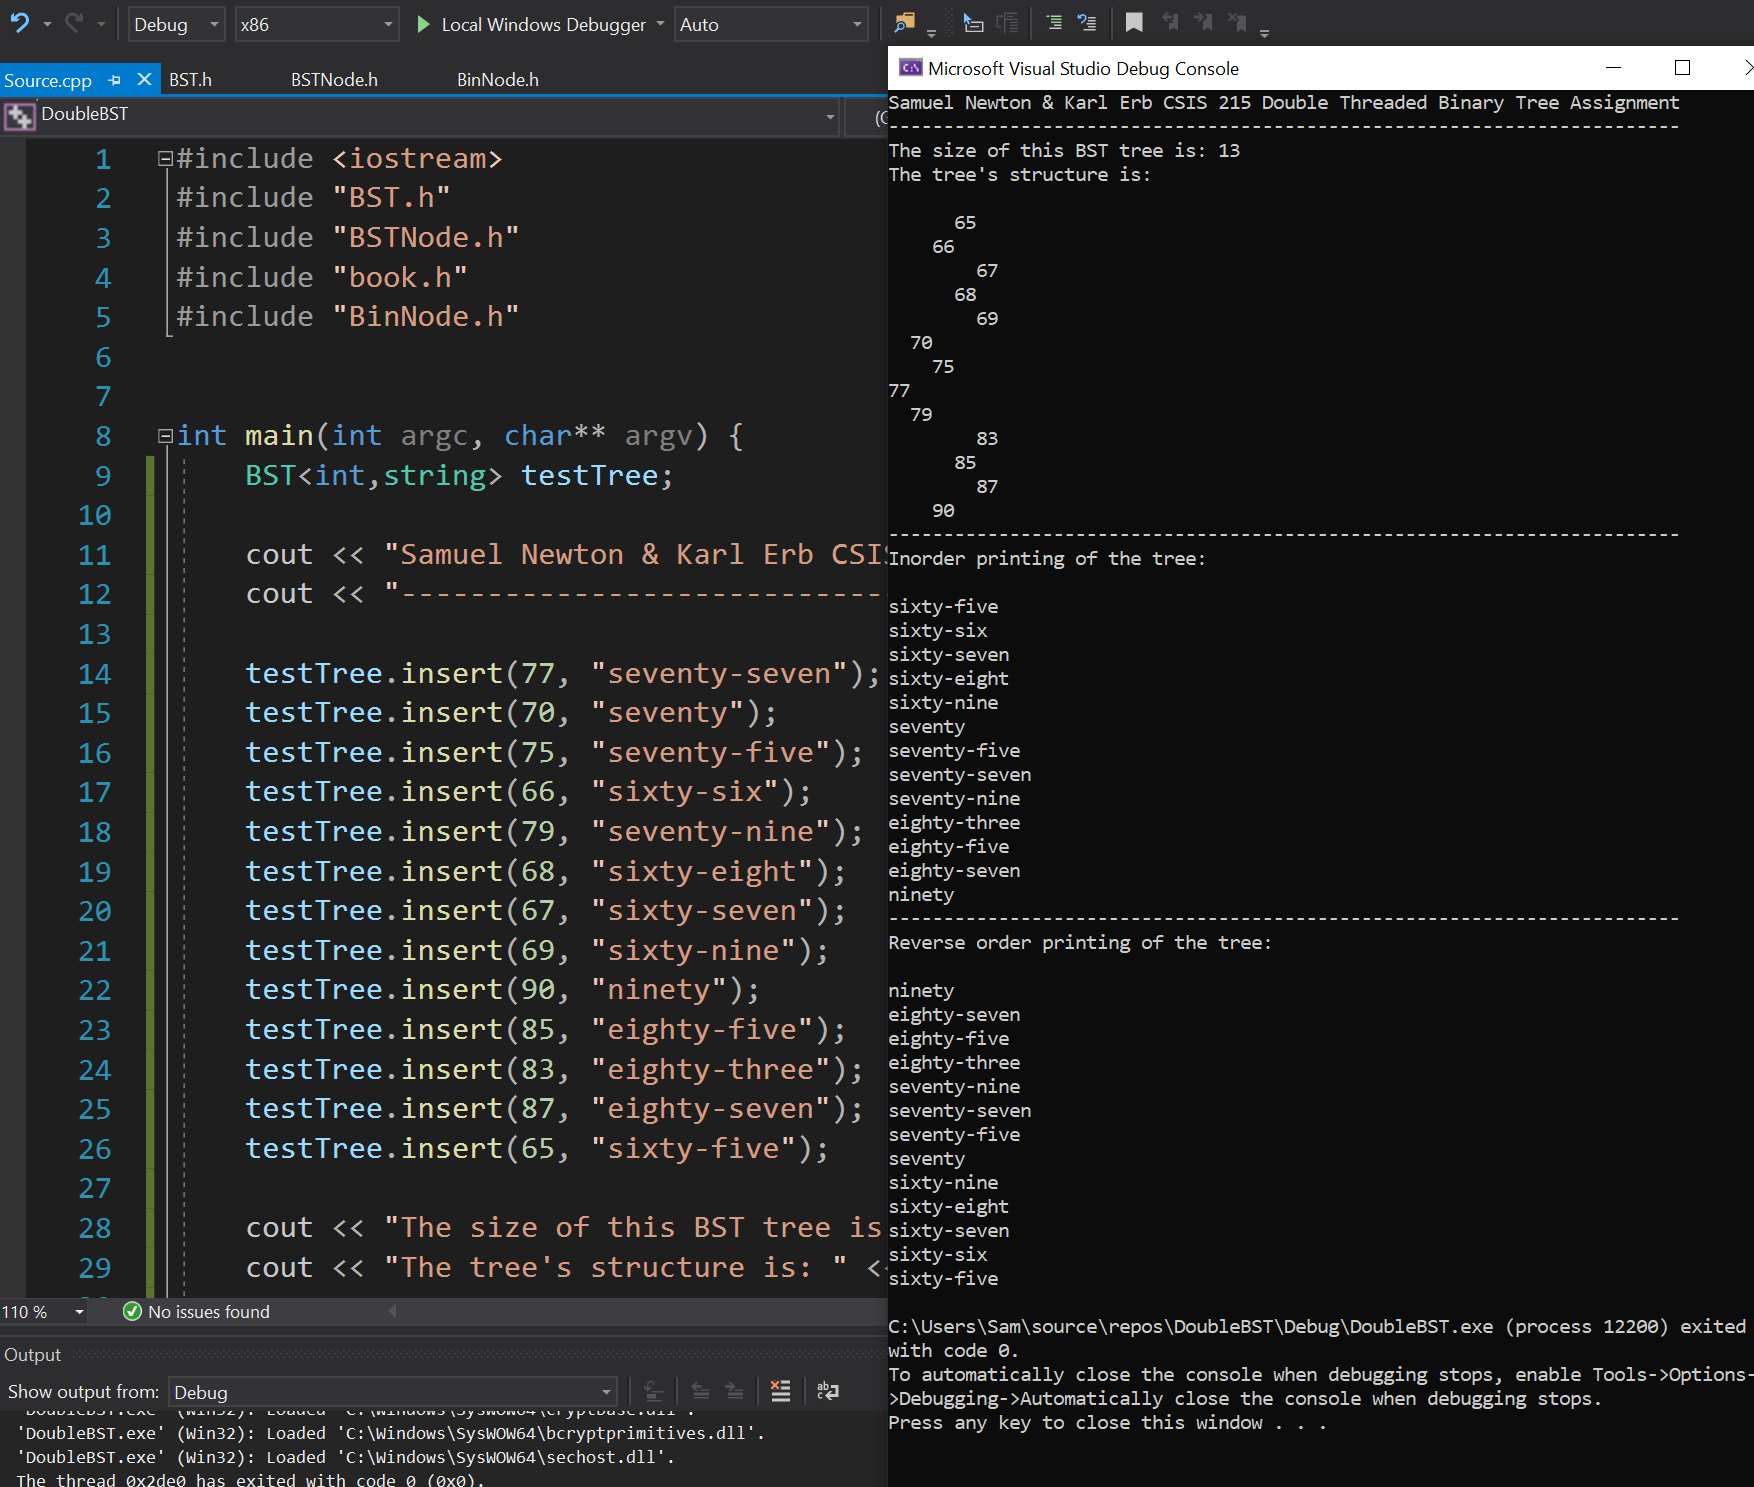 Debug x86 Local Windows Debugger Auto
Source.cpp BST.h BSTNode.h BinNode.h
DoubleBST (G
1 #include <iostream>
2 #include "BST.h"
3 #include "BSTNode.h"
4 #include "book.h"
5 #include "BinNode.h"
6
7
8 int main(int argc, char** argv) {
9 BST<int,string> testTree;
10
11 cout << "Samuel Newton & Karl Erb CSIS
12 cout << "----------------------------
13
14 testTree.insert(77, "seventy-seven");
15 testTree.insert(70, "seventy");
16 testTree.insert(75, "seventy-five");
17 testTree.insert(66, "sixty-six");
18 testTree.insert(79, "seventy-nine");
19 testTree.insert(68, "sixty-eight");
20 testTree.insert(67, "sixty-seven");
21 testTree.insert(69, "sixty-nine");
22 testTree.insert(90, "ninety");
23 testTree.insert(85, "eighty-five");
24 testTree.insert(83, "eighty-three");
25 testTree.insert(87, "eighty-seven");
26 testTree.insert(65, "sixty-five");
27
28 cout << "The size of this BST tree is
29 cout << "The tree's structure is: " <<
110 % No issues found
Output
Show output from: Debug
'DoubleBST.exe' (Win32): Loaded 'C:\Windows\SysWOW64\cryptbase.dll'.
'DoubleBST.exe' (Win32): Loaded 'C:\Windows\SysWOW64\bcryptprimitives.dll'.
'DoubleBST.exe' (Win32): Loaded 'C:\Windows\SysWOW64\sechost.dll'.
The thread 0x2de0 has exited with code 0 (0x0).
Microsoft Visual Studio Debug Console
Samuel Newton & Karl Erb CSIS 215 Double Threaded Binary Tree Assignment
------------------------------------------------------------------------
The size of this BST tree is: 13
The tree's structure is:
65
66
67
68
69
70
75
77
79
83
85
87
90
------------------------------------------------------------------------
Inorder printing of the tree:
sixty-five
sixty-six
sixty-seven
sixty-eight
sixty-nine
seventy
seventy-five
seventy-seven
seventy-nine
eighty-three
eighty-five
eighty-seven
ninety
------------------------------------------------------------------------
Reverse order printing of the tree:
ninety
eighty-seven
eighty-five
eighty-three
seventy-nine
seventy-seven
seventy-five
seventy
sixty-nine
sixty-eight
sixty-seven
sixty-six
sixty-five
C:\Users\Sam\source\repos\DoubleBST\Debug\DoubleBST.exe (process 12200) exited
with code 0.
To automatically close the console when debugging stops, enable Tools->Options-
>Debugging->Automatically close the console when debugging stops.
Press any key to close this window . . .